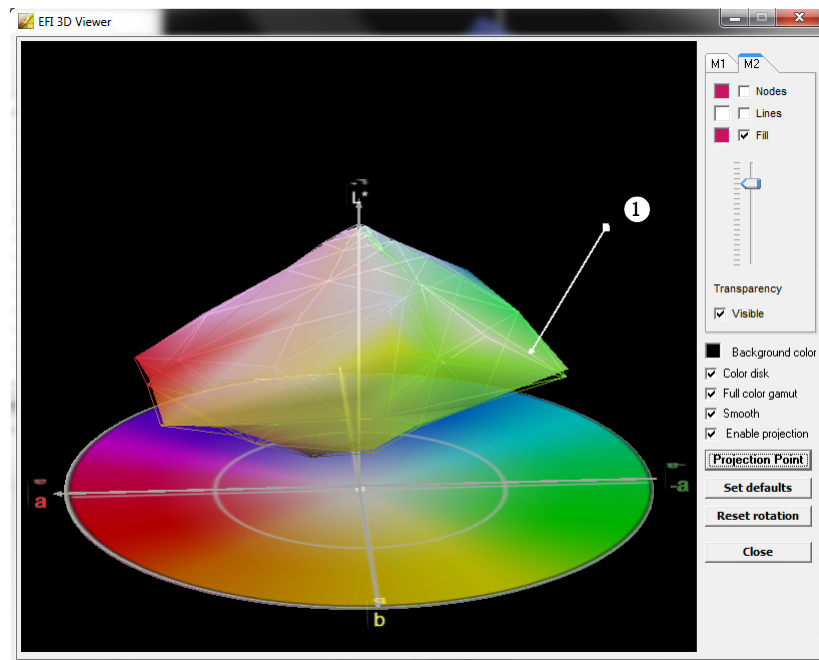 EFI 3D Viewer
M1 M2
Nodes
Lines
Fill
L*
1
Transparency
Visible
Background color
Color disk
Full color gamut
Smooth
Enable projection
Projection Point
Set defaults
Reset rotation
Close
a
-a
b